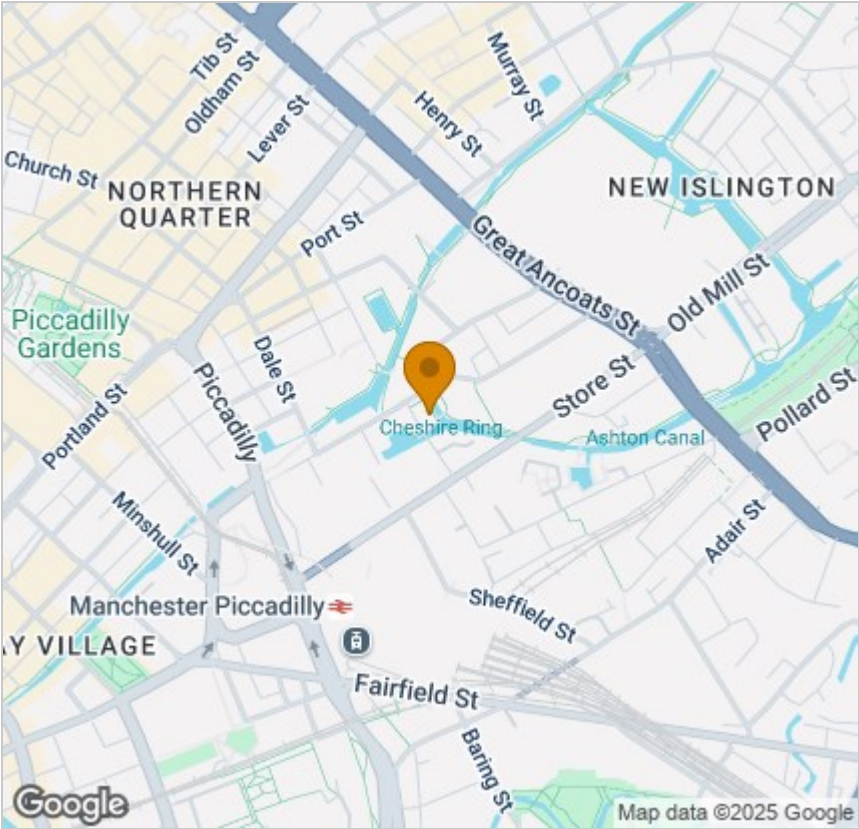 Tib St
Oldham St
Lever St
Murray St
Henry St
Church St
NORTHERN
QUARTER
NEW ISLINGTON
Port St
Great Ancoats St
Old Mill St
Piccadilly
Gardens
Dale St
Piccadilly
Store St
Pollard St
Portland St
Cheshire Ring
Ashton Canal
Minshull St
Adair St
Manchester Piccadilly
Sheffield St
AY VILLAGE
Fairfield St
Baring St
Google
Map data ©2025 Google